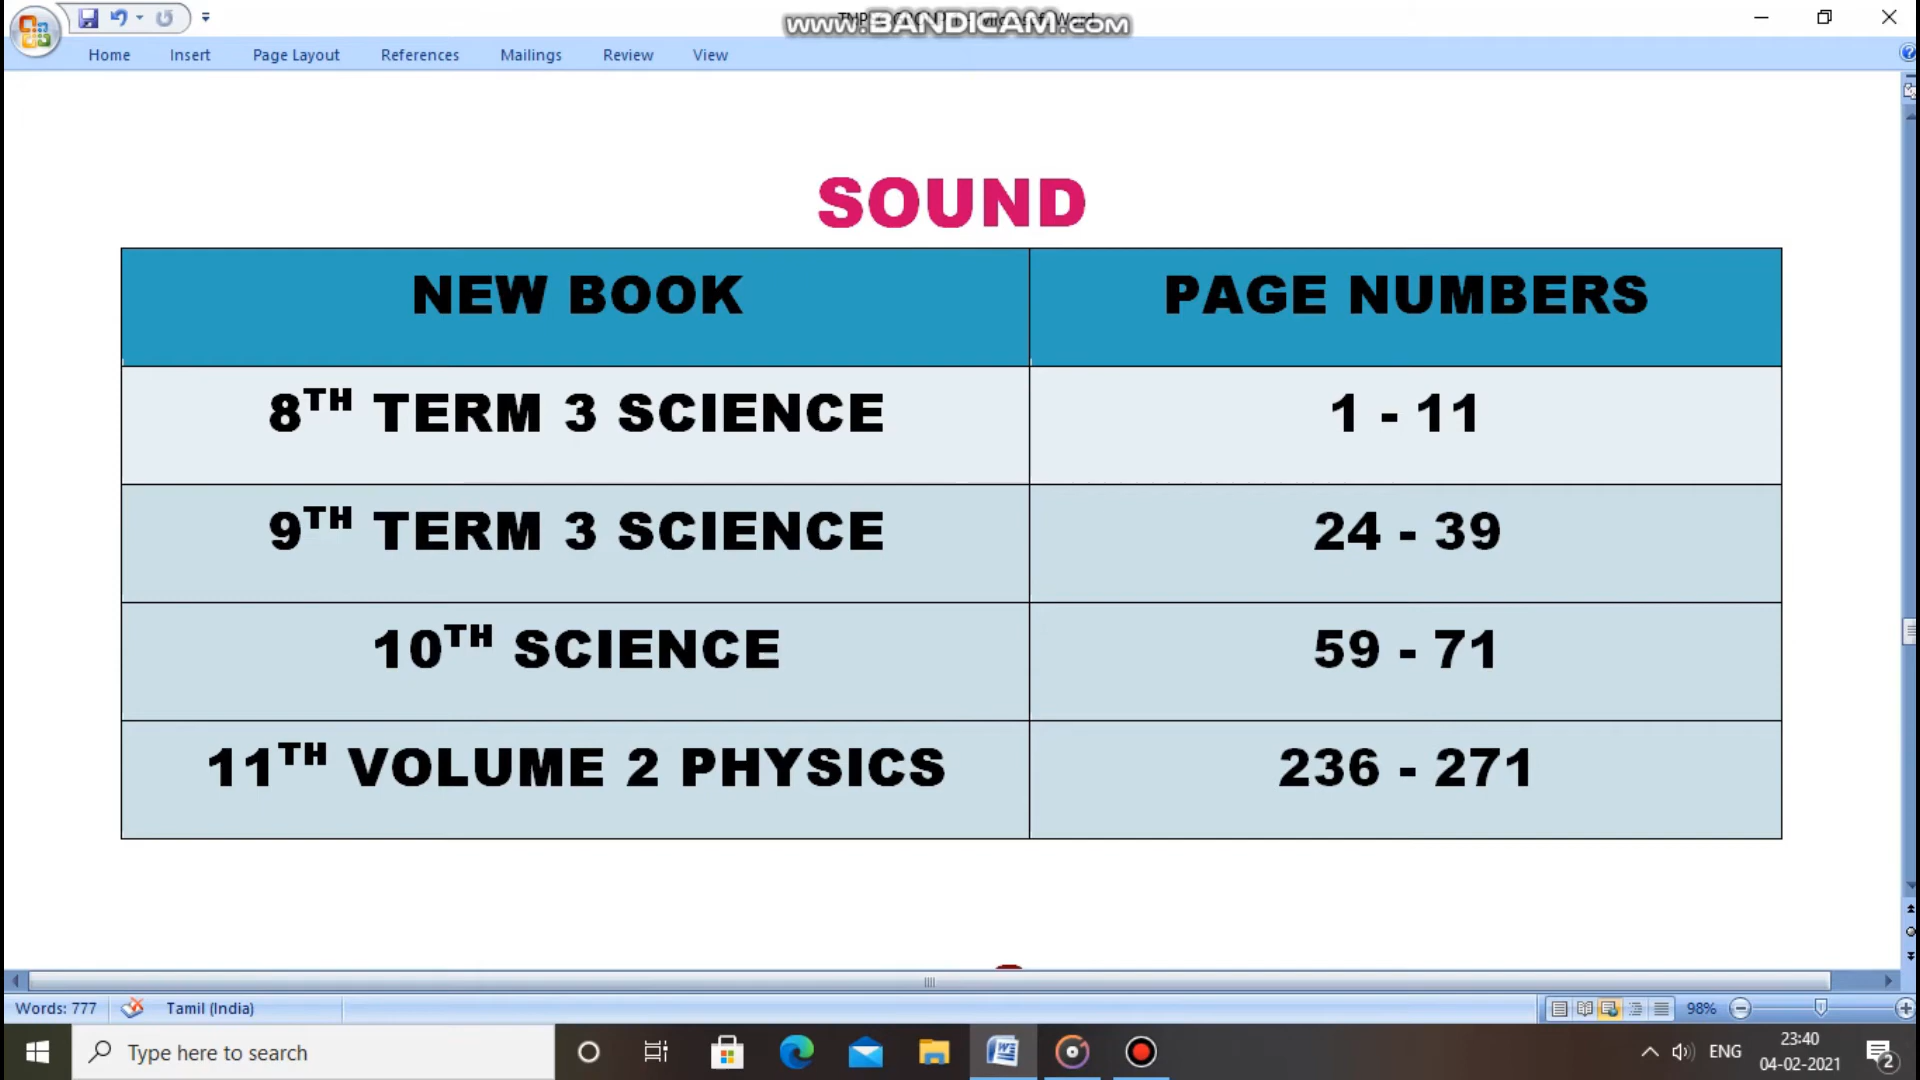 www.BANDICAM.com
Home Insert Page Layout References Mailings Review View
SOUND
NEW BOOK PAGE NUMBERS
8TH TERM 3 SCIENCE 1 - 11
9TH TERM 3 SCIENCE 24 - 39
10TH SCIENCE 59 - 71
11TH VOLUME 2 PHYSICS 236 - 271
Words: 777 Tamil (India) 98%
Type here to search ENG 23:40
04-02-2021 2